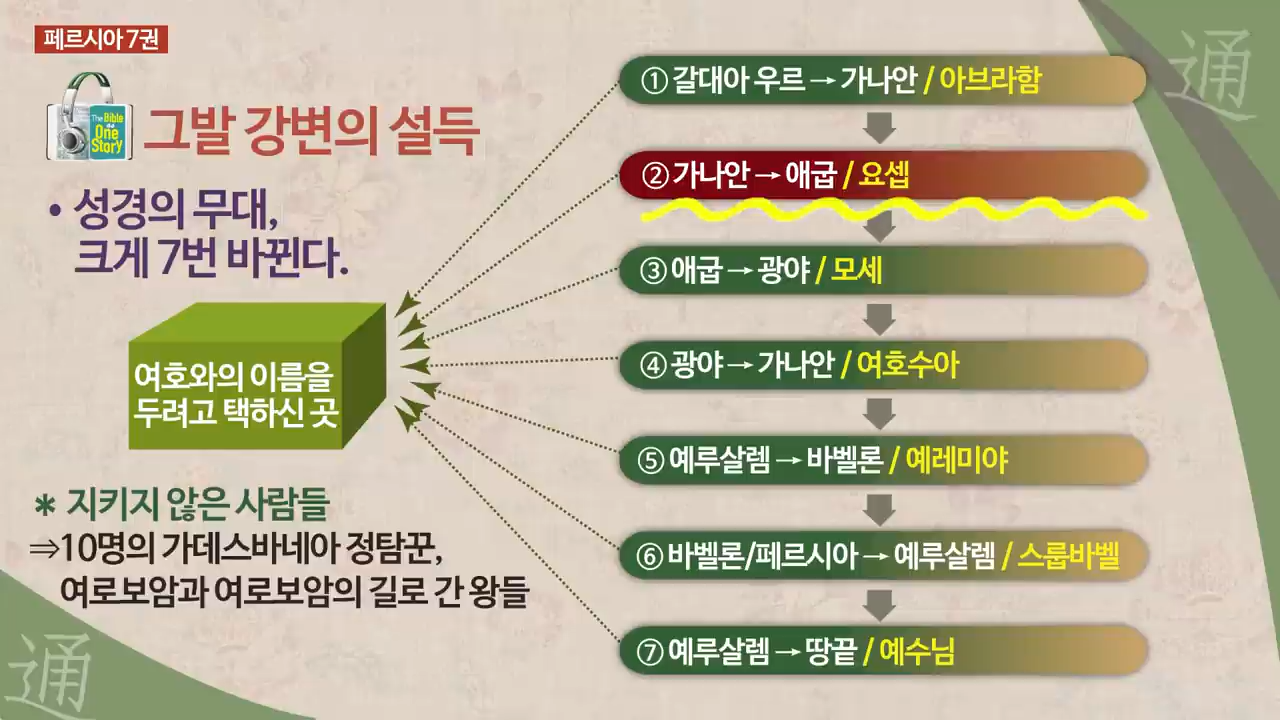 페르시아 7권
The Bible
as
One
Story
그발 강변의 설득
• 성경의 무대,
크게 7번 바뀐다.
여호와의 이름을
두려고 택하신 곳
* 지키지 않은 사람들
⇒10명의 가데스바네아 정탐꾼,
여로보암과 여로보암의 길로 간 왕들
① 갈대아 우르 → 가나안 / 아브라함
② 가나안 → 애굽 / 요셉
③ 애굽 → 광야 / 모세
④ 광야 → 가나안 / 여호수아
⑤ 예루살렘 → 바벨론 / 예레미야
⑥ 바벨론/페르시아 → 예루살렘 / 스룹바벨
⑦ 예루살렘 → 땅끝 / 예수님
通
通